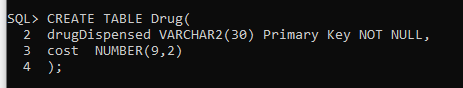 SQL> CREATE TABLE Drug(
  2  drugDispensed VARCHAR2(30) Primary Key NOT NULL,
  3  cost  NUMBER(9,2)
  4  );